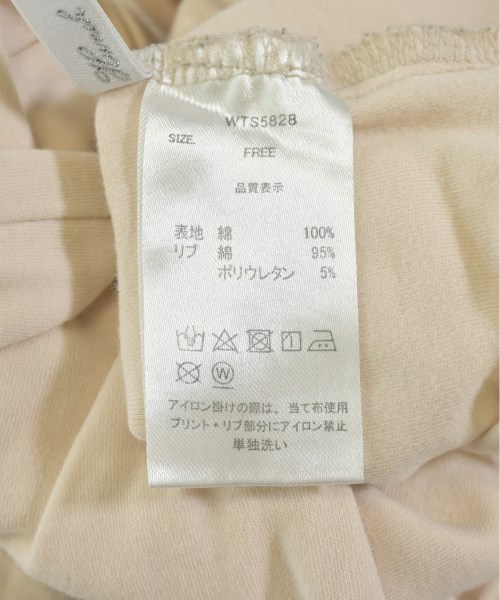 WTS5828
SIZE FREE
品質表示
表地 綿 100%
リブ 綿 95%
ポリウレタン 5%
W
アイロン掛けの際は、当て布使用
プリント・リブ部分にアイロン禁止
単独洗い